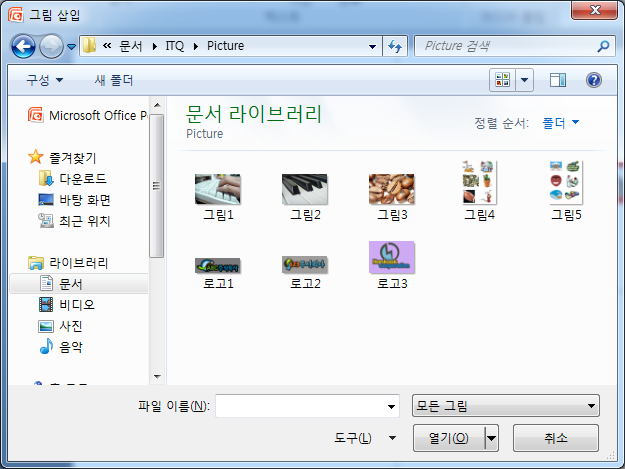 그림 삽입
« 문서 ▸ ITQ ▸ Picture
Picture 검색
구성 새 폴더
Microsoft Office P
즐겨찾기
다운로드
바탕 화면
최근 위치
라이브러리
문서
비디오
사진
음악
문서 라이브러리
Picture
정렬 순서: 폴더
그림1 그림2 그림3 그림4 그림5
로고1 로고2 로고3
파일 이름(N): 모든 그림
도구(L) 열기(O) 취소